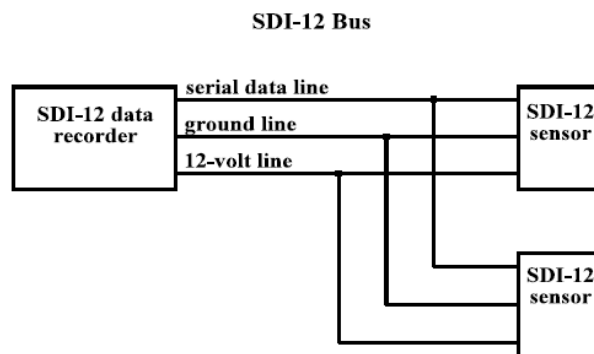 SDI-12 Bus
SDI-12 data
recorder
serial data line
ground line
12-volt line
SDI-12
sensor
SDI-12
sensor